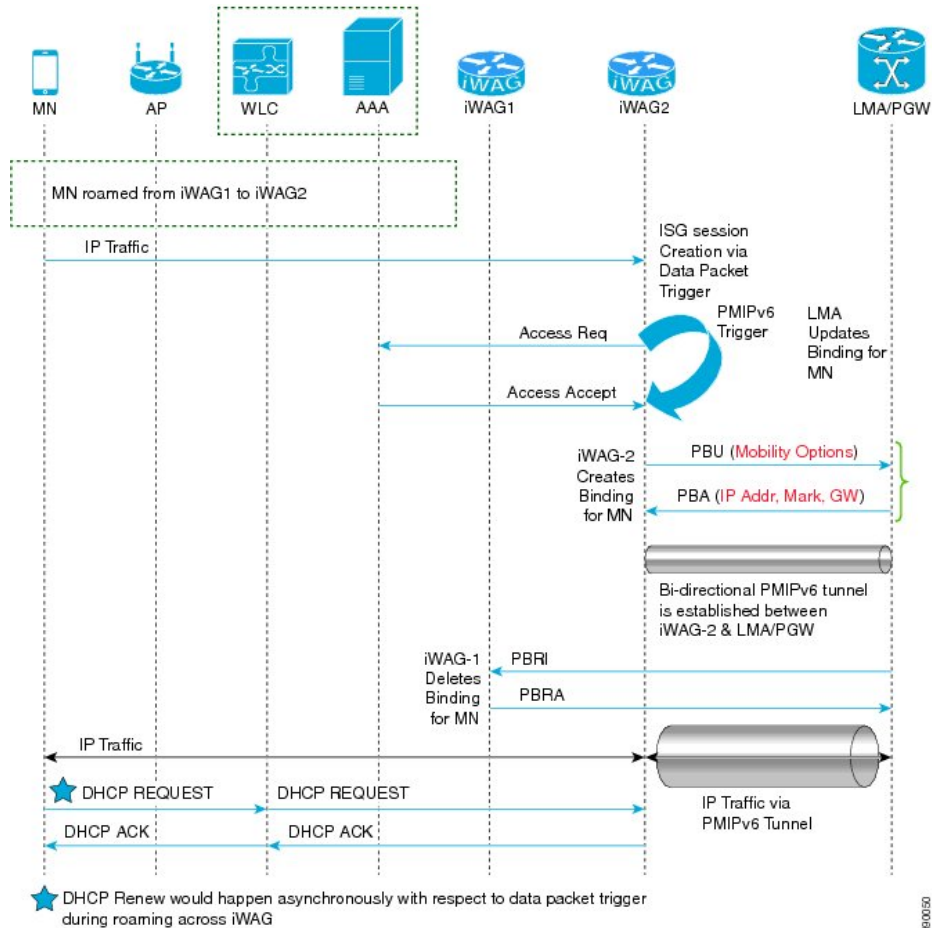 iWAG
iWAG
MN
AP
WLC
AAA
iWAG1
iWAG2
LMA/PGW
MN roamed from iWAG1 to iWAG2
IP Traffic
ISG session
Creation via
Data Packet
Trigger
PMIPv6
Trigger
LMA
Updates
Binding for
MN
Access Req
Access Accept
iWAG-2
Creates
Binding
for MN
PBU (Mobility Options)
PBA (IP Addr, Mark, GW)
Bi-directional PMIPv6 tunnel
is established between
iWAG-2 & LMA/PGW
iWAG-1
Deletes
Binding
for MN
PBRI
PBRA
IP Traffic
IP Traffic via
PMIPv6 Tunnel
DHCP REQUEST
DHCP REQUEST
DHCP ACK
DHCP ACK
DHCP Renew would happen asynchronously with respect to data packet trigger
during roaming across iWAG